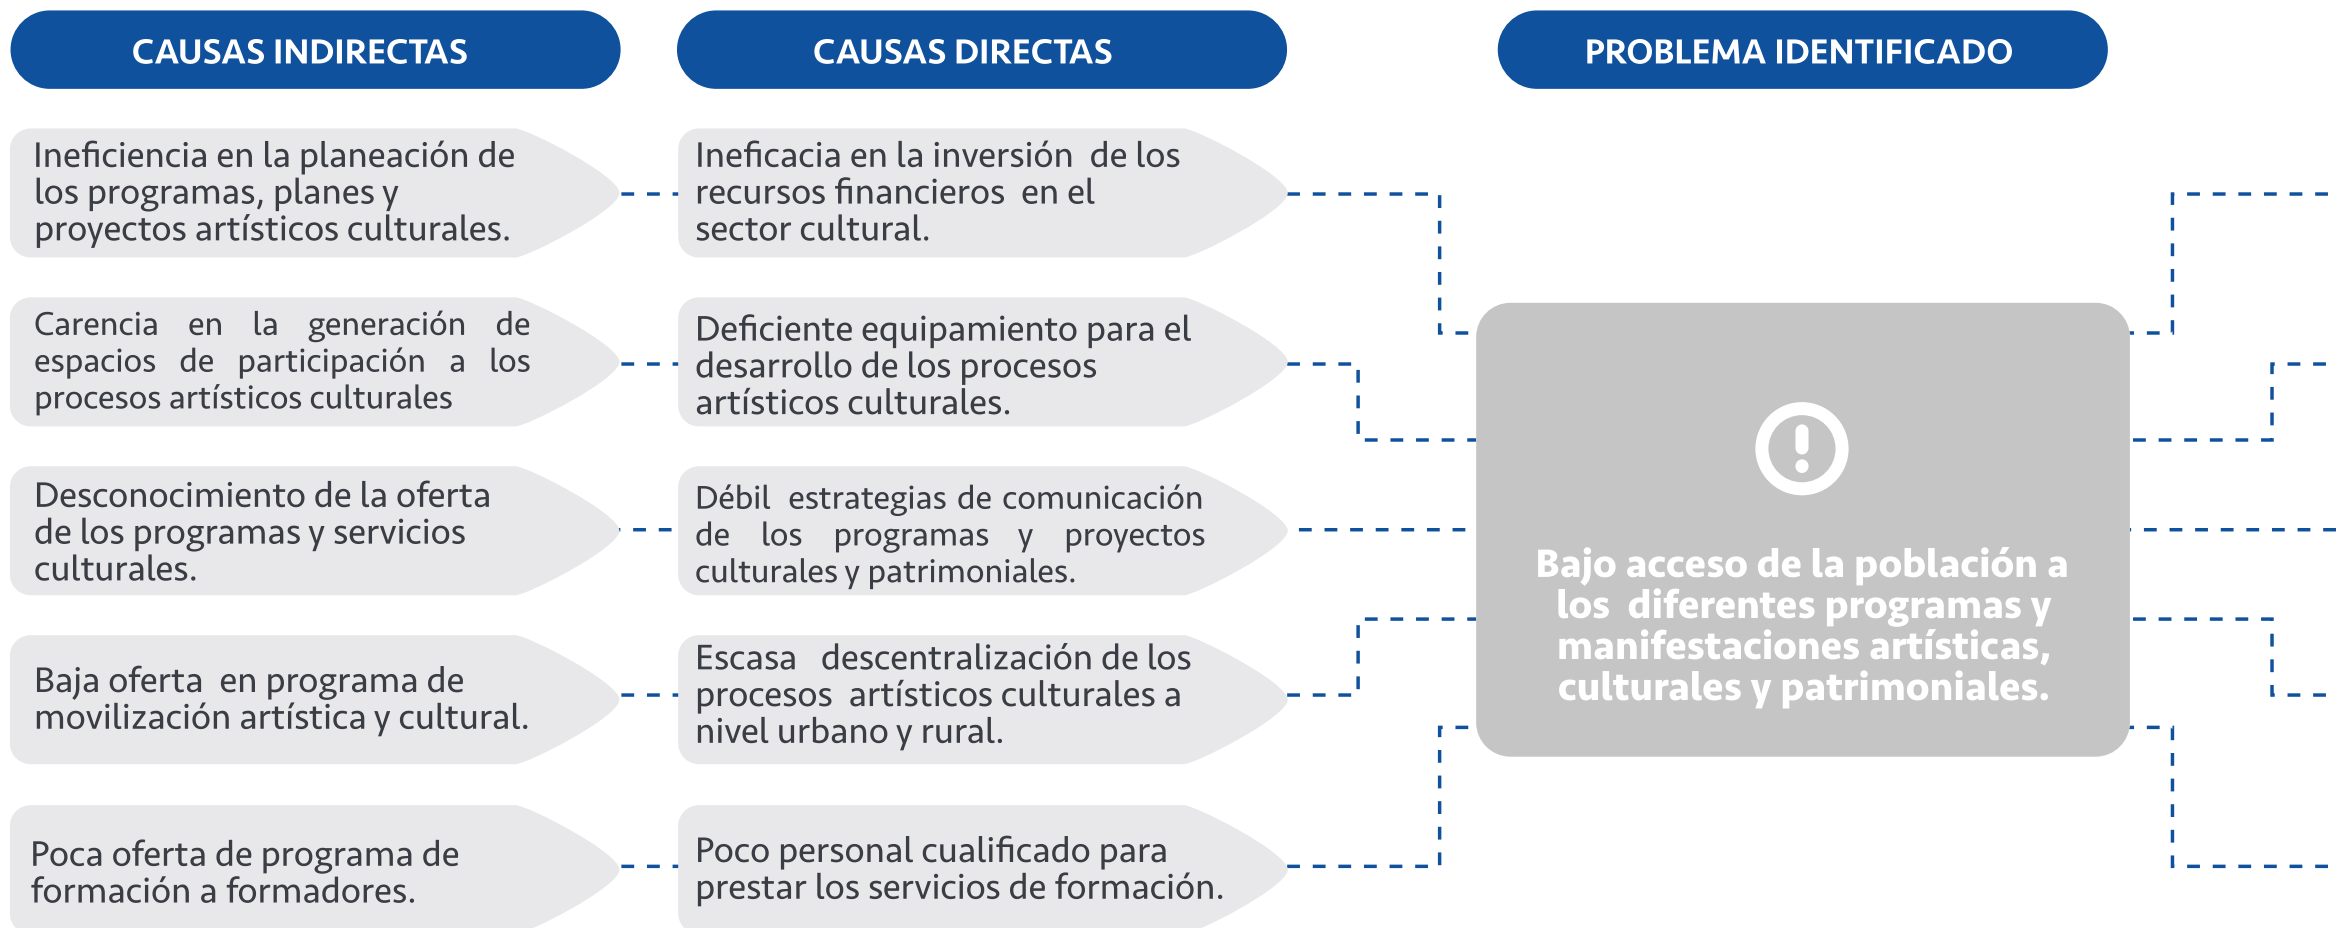 CAUSAS INDIRECTAS
CAUSAS DIRECTAS
PROBLEMA IDENTIFICADO
Ineficiencia en la planeación de
los programas, planes y
proyectos artísticos culturales.
Ineficacia en la inversión de los
recursos financieros en el
sector cultural.
Carencia en la generación de
espacios de participación a los
procesos artísticos culturales
Deficiente equipamiento para el
desarrollo de los procesos
artísticos culturales.
Desconocimiento de la oferta
de los programas y servicios
culturales.
Débil estrategias de comunicación
de los programas y proyectos
culturales y patrimoniales.
Baja oferta en programa de
movilización artística y cultural.
Escasa descentralización de los
procesos artísticos culturales a
nivel urbano y rural.
Poca oferta de programa de
formación a formadores.
Poco personal cualificado para
prestar los servicios de formación.
Bajo acceso de la población a
los diferentes programas y
manifestaciones artísticas,
culturales y patrimoniales.